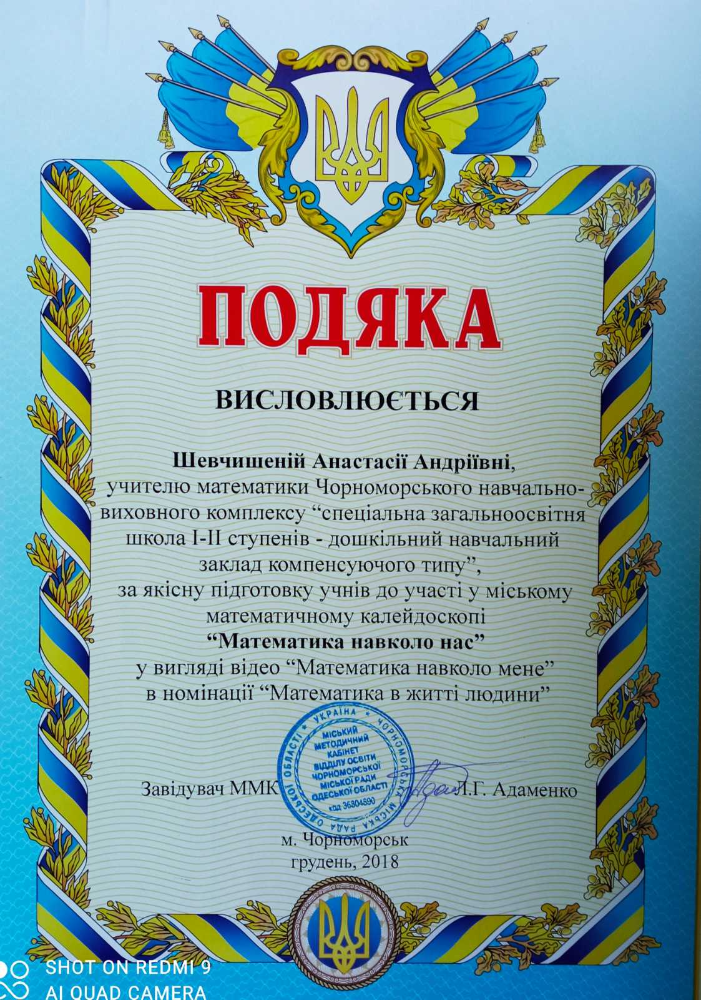 ПОДЯКА
ВИСЛОВЛЮЄТЬСЯ
Шевчишеній Анастасії Андріївні,
учителю математики Чорноморського навчально-
виховного комплексу “спеціальна загальноосвітня
школа І-ІІ ступенів - дошкільний навчальний
заклад компенсуючого типу”,
за якісну підготовку учнів до участі у міському
математичному калейдоскопі
“Математика навколо нас”
у вигляді відео “Математика навколо мене”
в номінації “Математика в житті людини”
* УКРАЇНА * ЧОРНОМОРСЬКА МІСЬКА РАДА ОДЕСЬКОЇ ОБЛАСТІ
МІСЬКИЙ
МЕТОДИЧНИЙ
КАБІНЕТ
ВІДДІЛУ ОСВІТИ
ЧОРНОМОРСЬКОЇ
МІСЬКОЇ РАДИ
ОДЕСЬКОЇ ОБЛАСТІ
код 36804890
Завідувач ММК Л.Г. Адаменко
м. Чорноморськ
грудень, 2018
SHOT ON REDMI 9
AI QUAD CAMERA